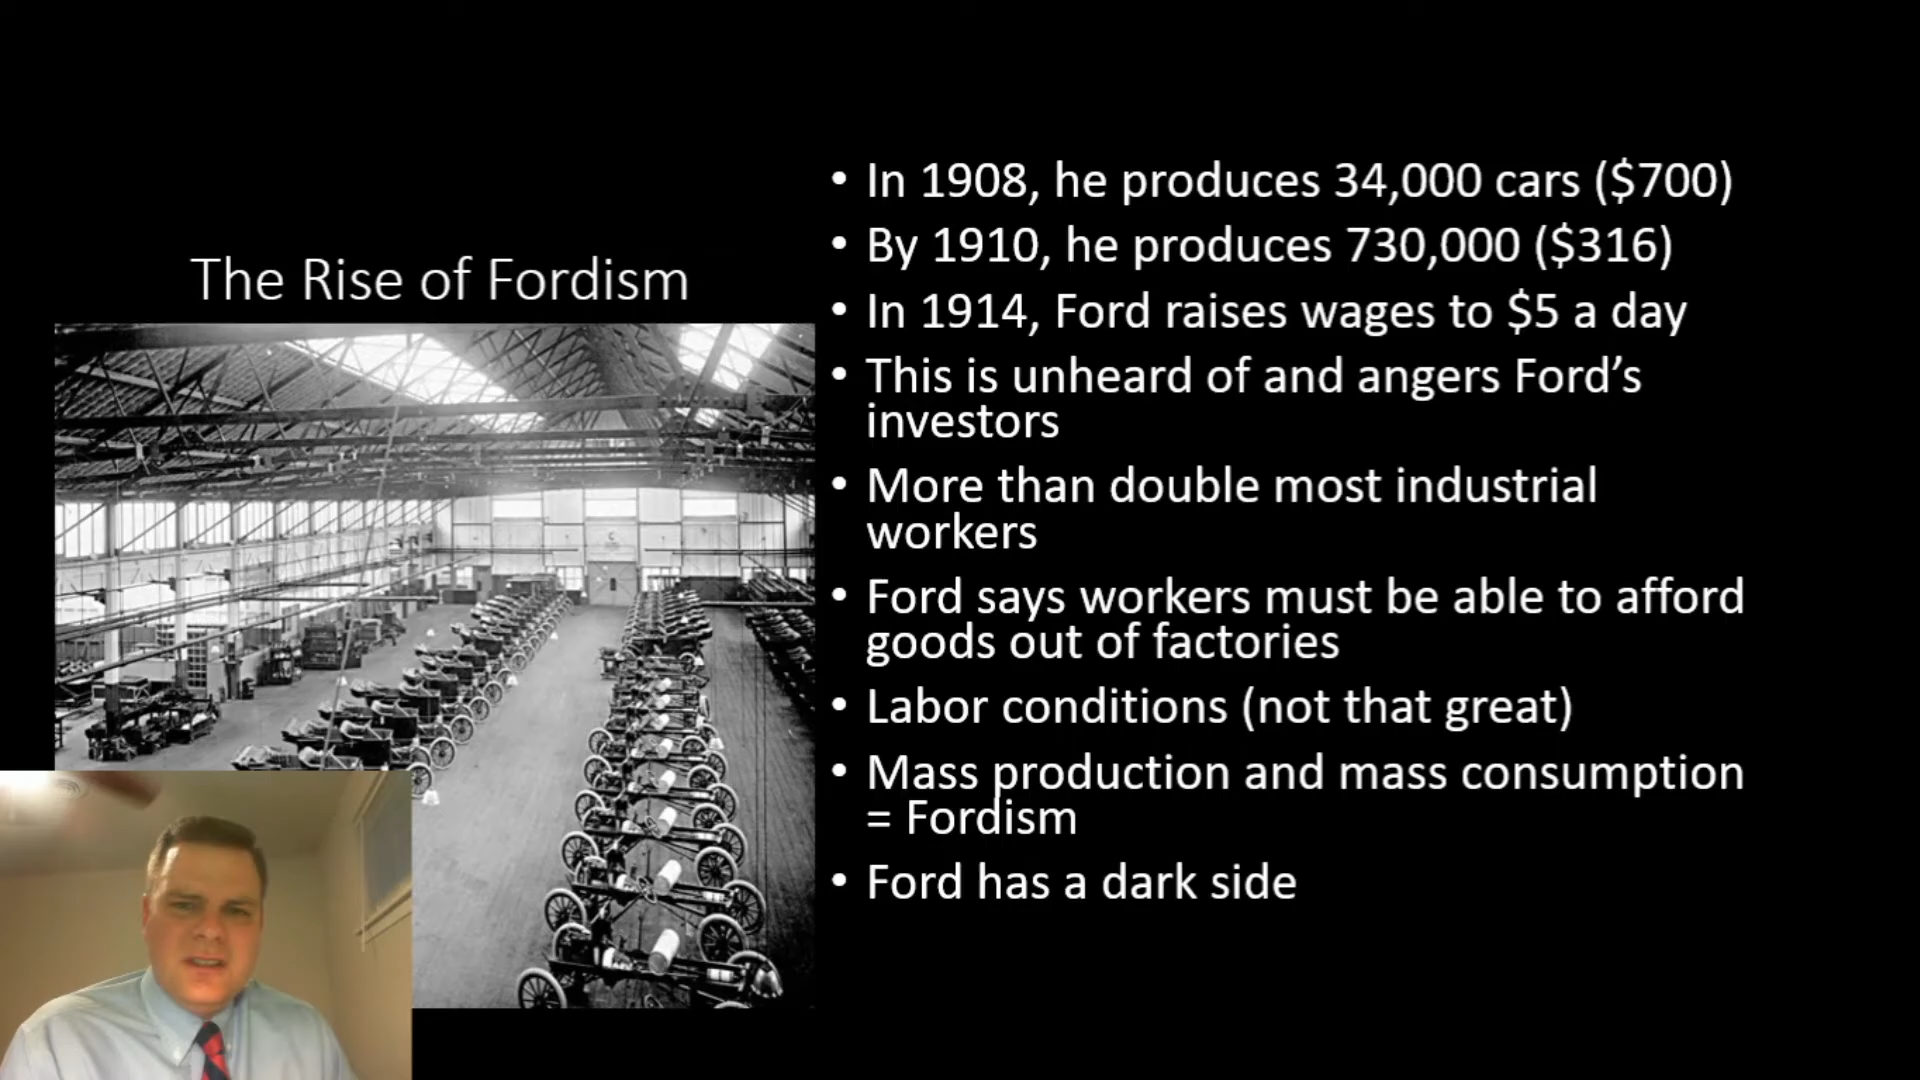 The Rise of Fordism
• In 1908, he produces 34,000 cars ($700)
• By 1910, he produces 730,000 ($316)
• In 1914, Ford raises wages to $5 a day
• This is unheard of and angers Ford’s
investors
• More than double most industrial
workers
• Ford says workers must be able to afford
goods out of factories
• Labor conditions (not that great)
• Mass production and mass consumption
= Fordism
• Ford has a dark side